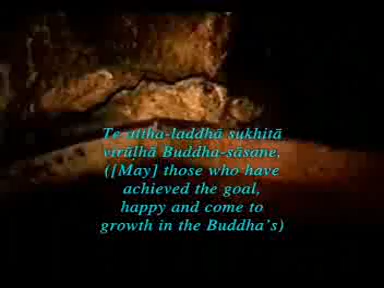 Te attha-laddhā sukhitā
virūḷhā Buddha-sāsane,
([May] those who have
achieved the goal,
happy and come to
growth in the Buddha's)